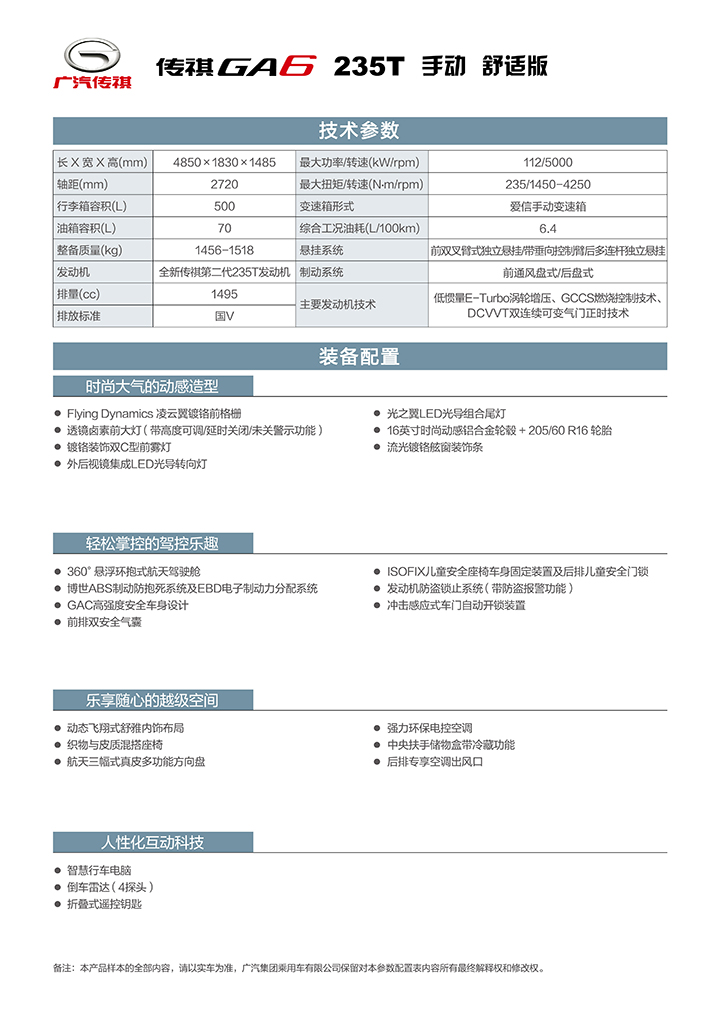 广汽传祺
传祺GA6 235T 手动 舒适版
技术参数
长 X 宽 X 高(mm) 4850×1830×1485 最大功率/转速(kW/rpm) 112/5000
轴距(mm) 2720 最大扭矩/转速(N·m/rpm) 235/1450-4250
行李箱容积(L) 500 变速箱形式 爱信手动变速箱
油箱容积(L) 70 综合工况油耗(L/100km) 6.4
整备质量(kg) 1456-1518 悬挂系统 前双叉臂式独立悬挂/带垂向控制臂后多连杆独立悬挂
发动机 全新传祺第二代235T发动机 制动系统 前通风盘式/后盘式
排量(cc) 1495 主要发动机技术 低惯量E-Turbo涡轮增压、GCCS燃烧控制技术、
排放标准 国V DCVVT双连续可变气门正时技术
装备配置
时尚大气的动感造型
● Flying Dynamics 凌云翼镀铬前格栅
● 透镜卤素前大灯（带高度可调/延时关闭/未关警示功能）
● 镀铬装饰双C型前雾灯
● 外后视镜集成LED光导转向灯
● 光之翼LED光导组合尾灯
● 16英寸时尚动感铝合金轮毂 + 205/60 R16 轮胎
● 流光镀铬舷窗装饰条
轻松掌控的驾控乐趣
● 360° 悬浮环抱式航天驾驶舱
● 博世ABS制动防抱死系统及EBD电子制动力分配系统
● GAC高强度安全车身设计
● 前排双安全气囊
● ISOFIX儿童安全座椅车身固定装置及后排儿童安全门锁
● 发动机防盗锁止系统（带防盗报警功能）
● 冲击感应式车门自动开锁装置
乐享随心的越级空间
● 动态飞翔式舒雅内饰布局
● 织物与皮质混搭座椅
● 航天三幅式真皮多功能方向盘
● 强力环保电控空调
● 中央扶手储物盒带冷藏功能
● 后排专享空调出风口
人性化互动科技
● 智慧行车电脑
● 倒车雷达（4探头）
● 折叠式遥控钥匙
备注：本产品样本的全部内容，请以实车为准，广汽集团乘用车有限公司保留对本参数配置表内容所有最终解释权和修改权。